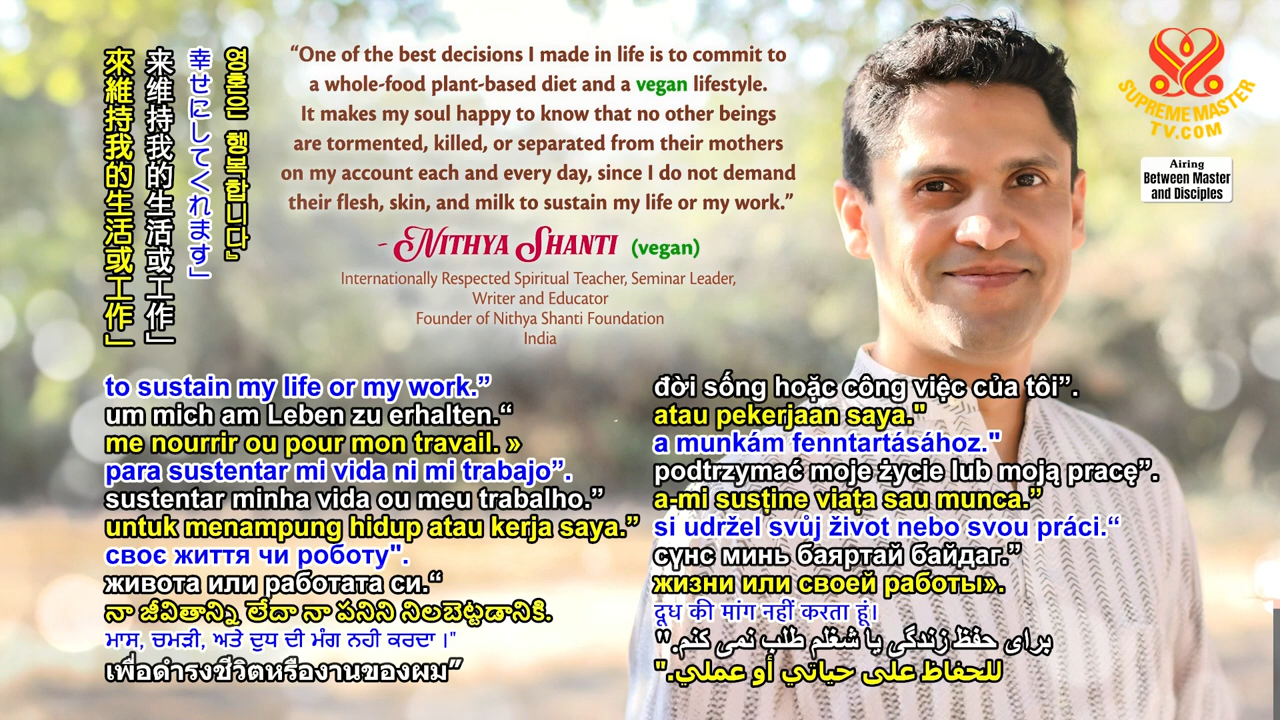 來維持我的生活或工作」
来维持我的生活或工作」
幸せにしてくれます」
영혼은 행복합니다』
“One of the best decisions I made in life is to commit to
a whole-food plant-based diet and a vegan lifestyle.
It makes my soul happy to know that no other beings
are tormented, killed, or separated from their mothers
on my account each and every day, since I do not demand
their flesh, skin, and milk to sustain my life or my work.”
- NITHYA SHANTI (vegan)
Internationally Respected Spiritual Teacher, Seminar Leader,
Writer and Educator
Founder of Nithya Shanti Foundation
India
SUPREME MASTER
TV.COM
Airing
Between Master
and Disciples
to sustain my life or my work.”
um mich am Leben zu erhalten.“
me nourrir ou pour mon travail. »
para sustentar mi vida ni mi trabajo”.
sustentar minha vida ou meu trabalho.”
untuk menampung hidup atau kerja saya.”
своє життя чи роботу".
живота или работата си.“
నా జీవితాన్ని లేదా నా పనిని నిలబెట్టడానికి.
ਮਾਸ, ਚਮੜੀ, ਅਤੇ ਦੁਧ ਦੀ ਮੰਗ ਨਹੀ ਕਰਦਾ।"
เพื่อดำรงชีวิตหรืองานของผม”
đời sống hoặc công việc của tôi”.
atau pekerjaan saya."
a munkám fenntartásához."
podtrzymać moje życie lub moją pracę”.
a-mi susține viața sau munca.”
si udržel svůj život nebo svou práci.“
сүнс минь баяртай байдаг.”
жизни или своей работы».
दूध की मांग नहीं करता हूं।
برای حفظ زندگی یا شغلم طلب نمی کنم."
للحفاظ على حياتي أو عملي."